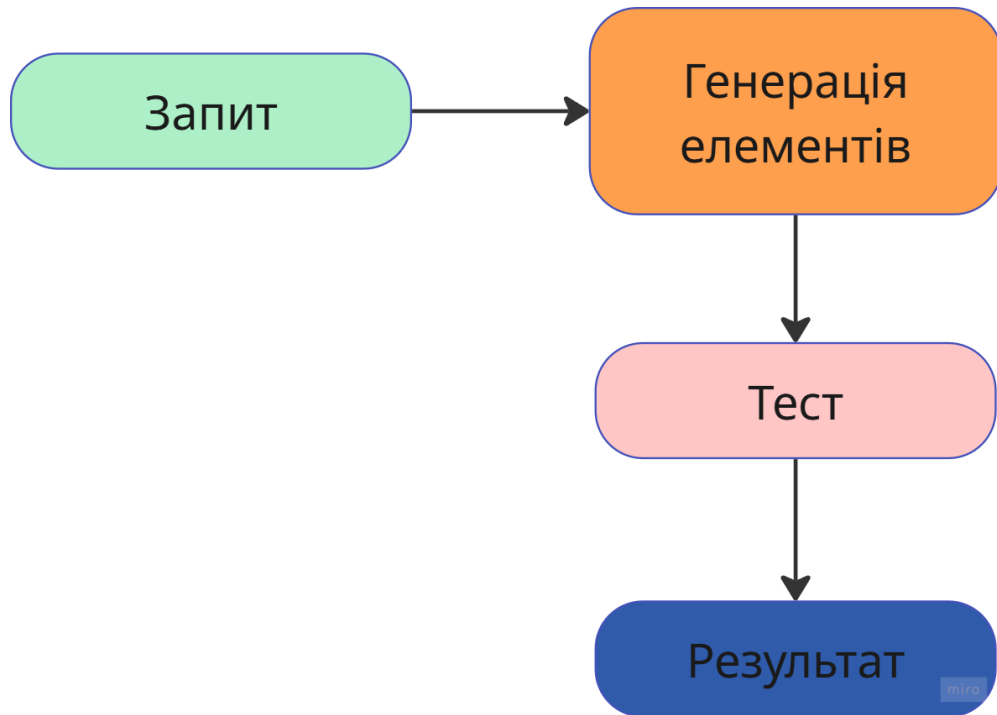 Запит
Генерація
елементів
Тест
Результат
miro